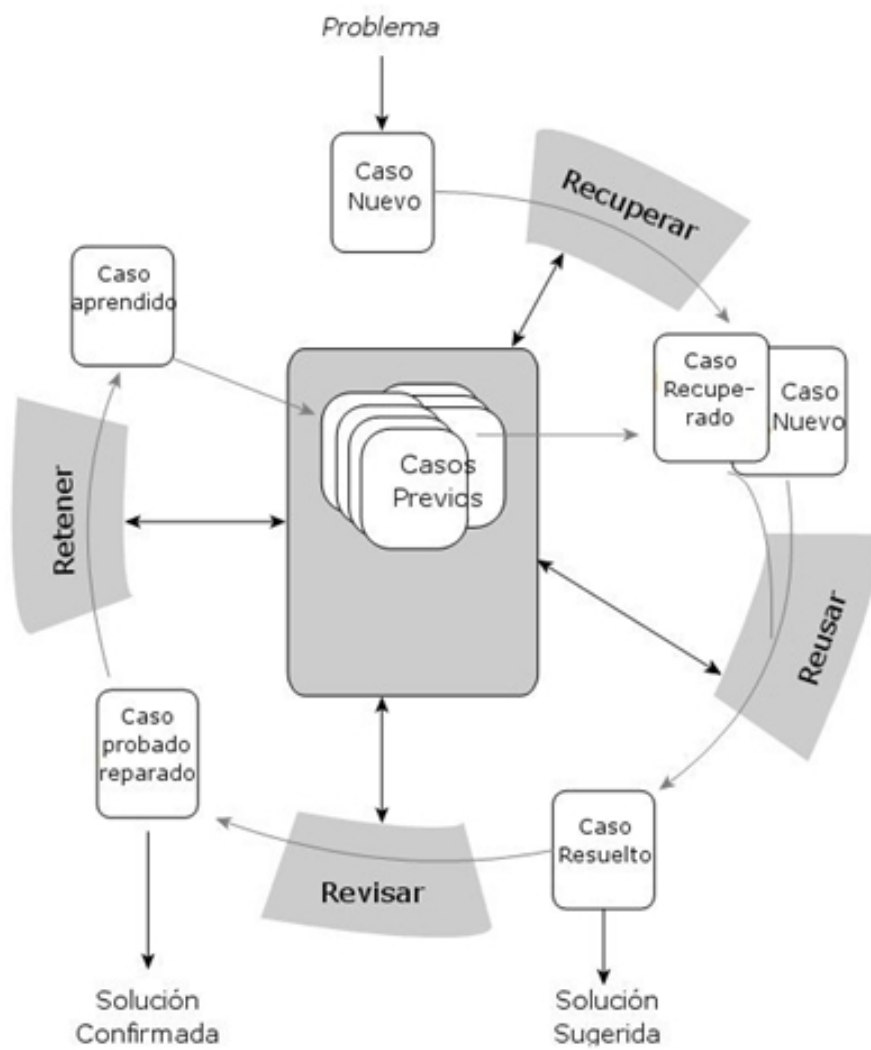 Problema
Caso
Nuevo
Recuperar
Caso
aprendido
Caso
Recupe-
rado
Caso
Nuevo
Casos
Previos
Retener
Reusar
Caso
probado
reparado
Caso
Resuelto
Revisar
Solución
Confirmada
Solución
Sugerida